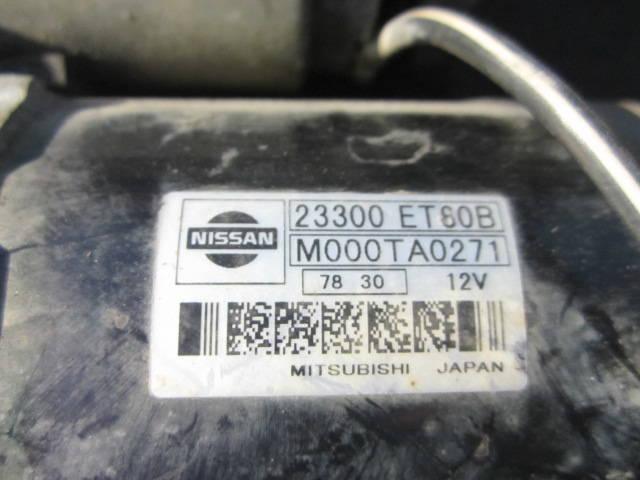 NISSAN
23300 ET80B
M000TA0271
78 30 12V
MITSUBISHI JAPAN